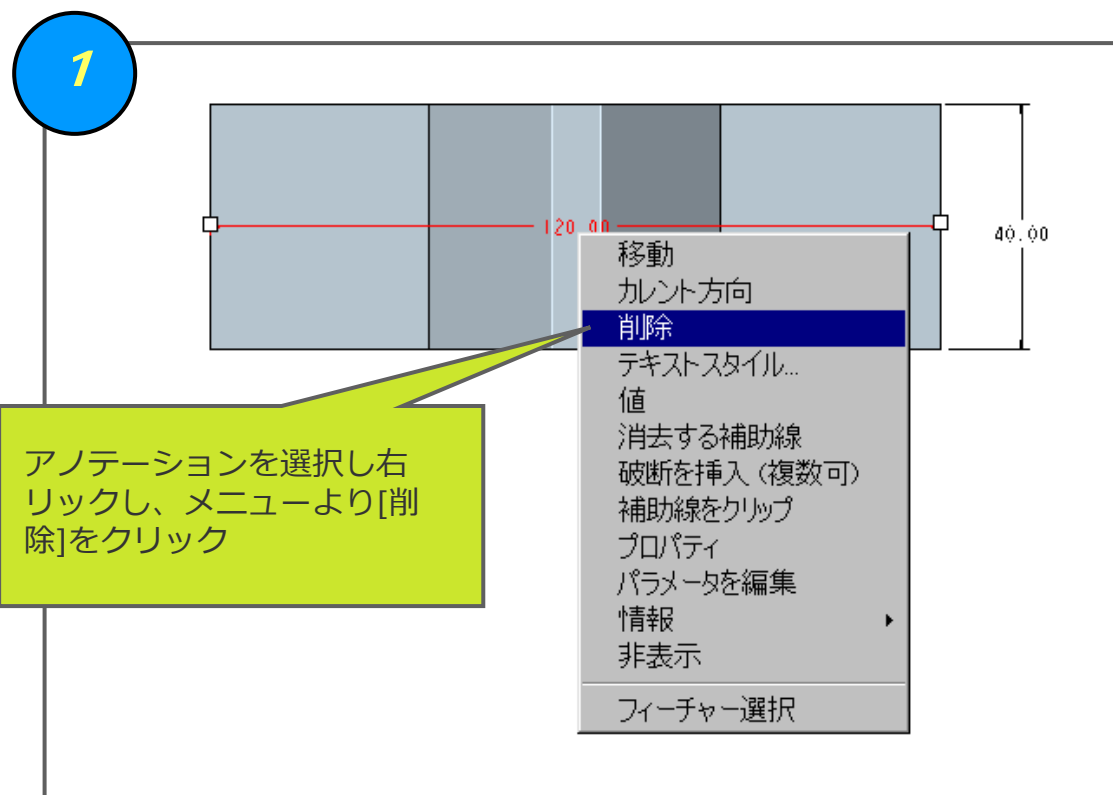 1
120.00
40.00
移動
カレント方向
削除
テキストスタイル...
値
消去する補助線
破断を挿入（複数可）
補助線をクリップ
プロパティ
パラメータを編集
情報
非表示
フィーチャー選択
アノテーションを選択し右
リックし、メニューより[削
除]をクリック